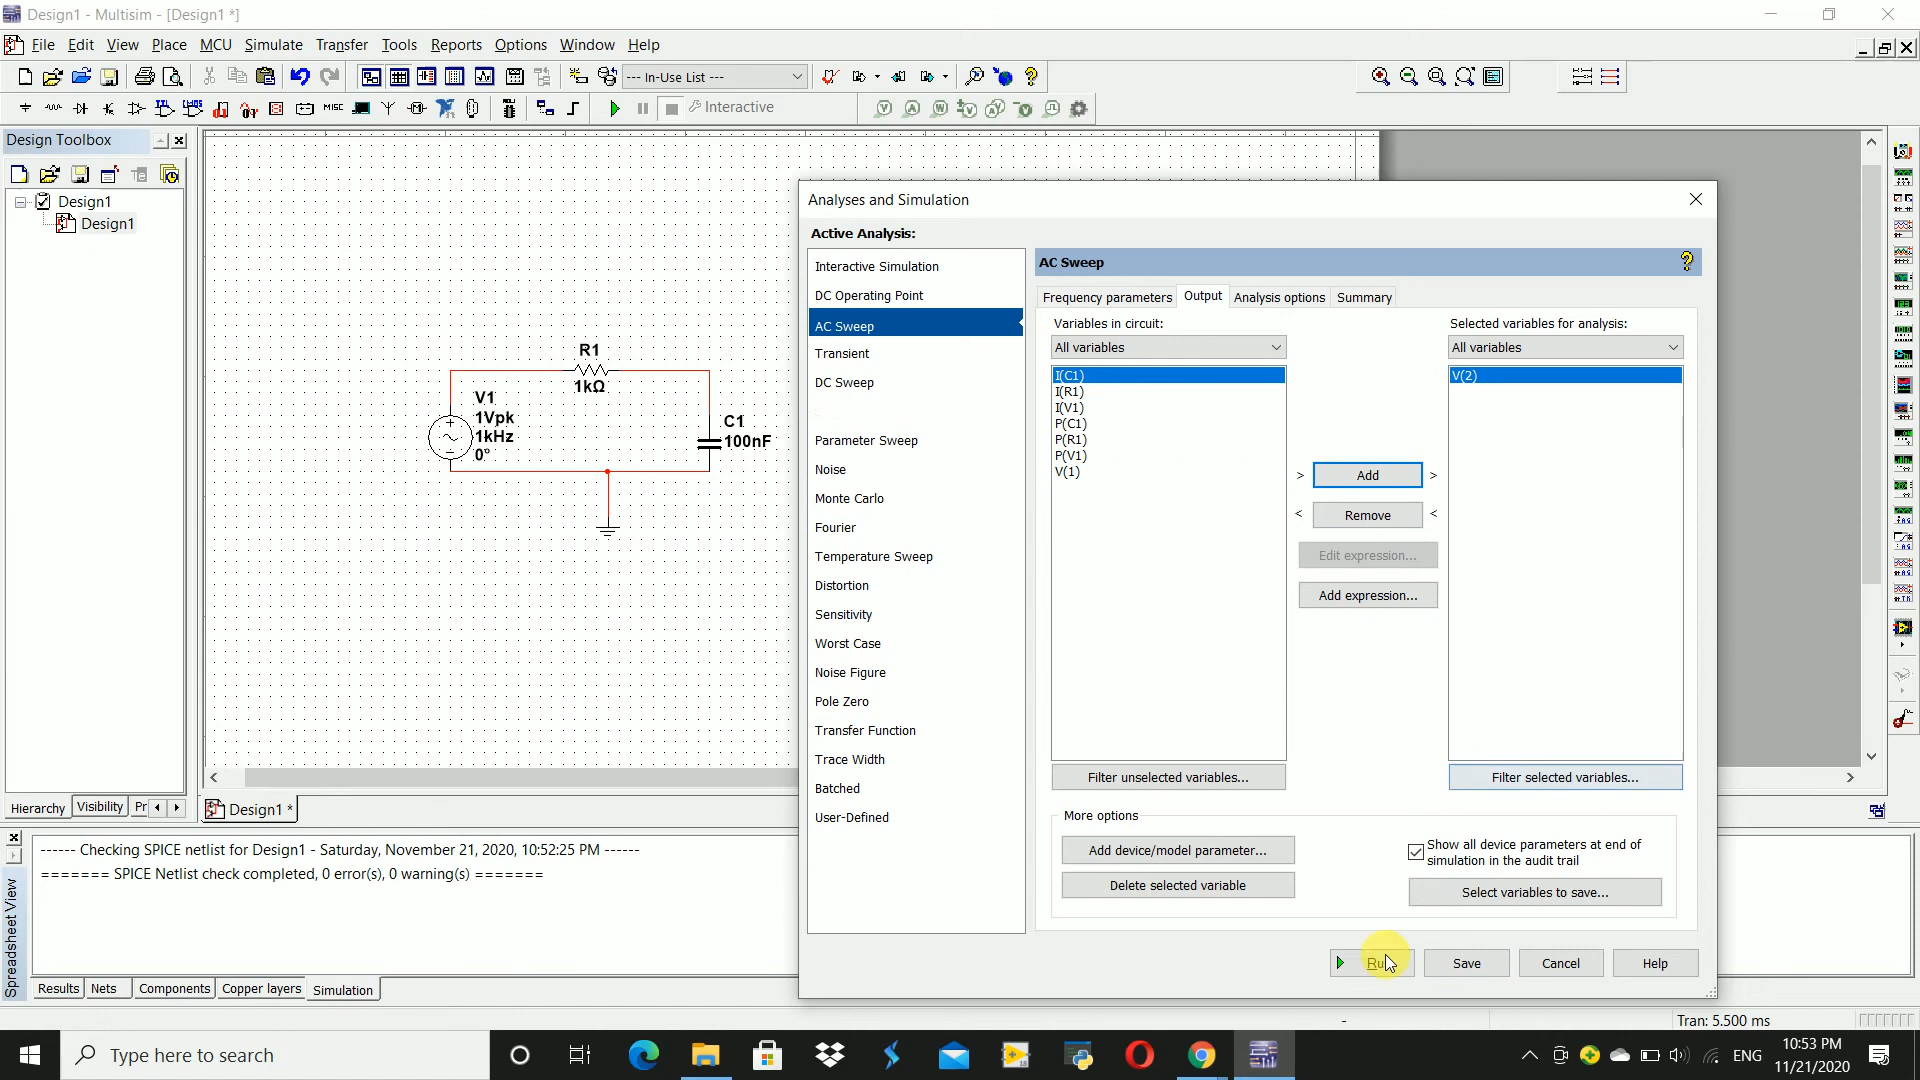 Design1 - Multisim - [Design1 *]
File Edit View Place MCU Simulate Transfer Tools Reports Options Window Help
--- In-Use List ---
MISC Interactive
Design Toolbox
Design1
Design1
R1
1kΩ
V1
1Vpk
1kHz
0°
C1
100nF
Analyses and Simulation
Active Analysis:
Interactive Simulation
DC Operating Point
AC Sweep
Transient
DC Sweep
Parameter Sweep
Noise
Monte Carlo
Fourier
Temperature Sweep
Distortion
Sensitivity
Worst Case
Noise Figure
Pole Zero
Transfer Function
Trace Width
Batched
User-Defined
AC Sweep
Frequency parameters Output Analysis options Summary
Variables in circuit:
All variables
I(C1)
I(R1)
I(V1)
P(C1)
P(R1)
P(V1)
V(1)
> Add >
< Remove <
Edit expression...
Add expression...
Selected variables for analysis:
All variables
V(2)
Filter unselected variables...
Filter selected variables...
More options
Add device/model parameter...
Delete selected variable
Show all device parameters at end of
simulation in the audit trail
Select variables to save...
Save Cancel Help
Hierarchy Visibility Pr
Design1 *
------ Checking SPICE netlist for Design1 - Saturday, November 21, 2020, 10:52:25 PM ------
======= SPICE Netlist check completed, 0 error(s), 0 warning(s) =======
Spreadsheet View
Results Nets Components Copper layers Simulation
- Tran: 5.500 ms
Type here to search
ENG
10:53 PM
11/21/2020